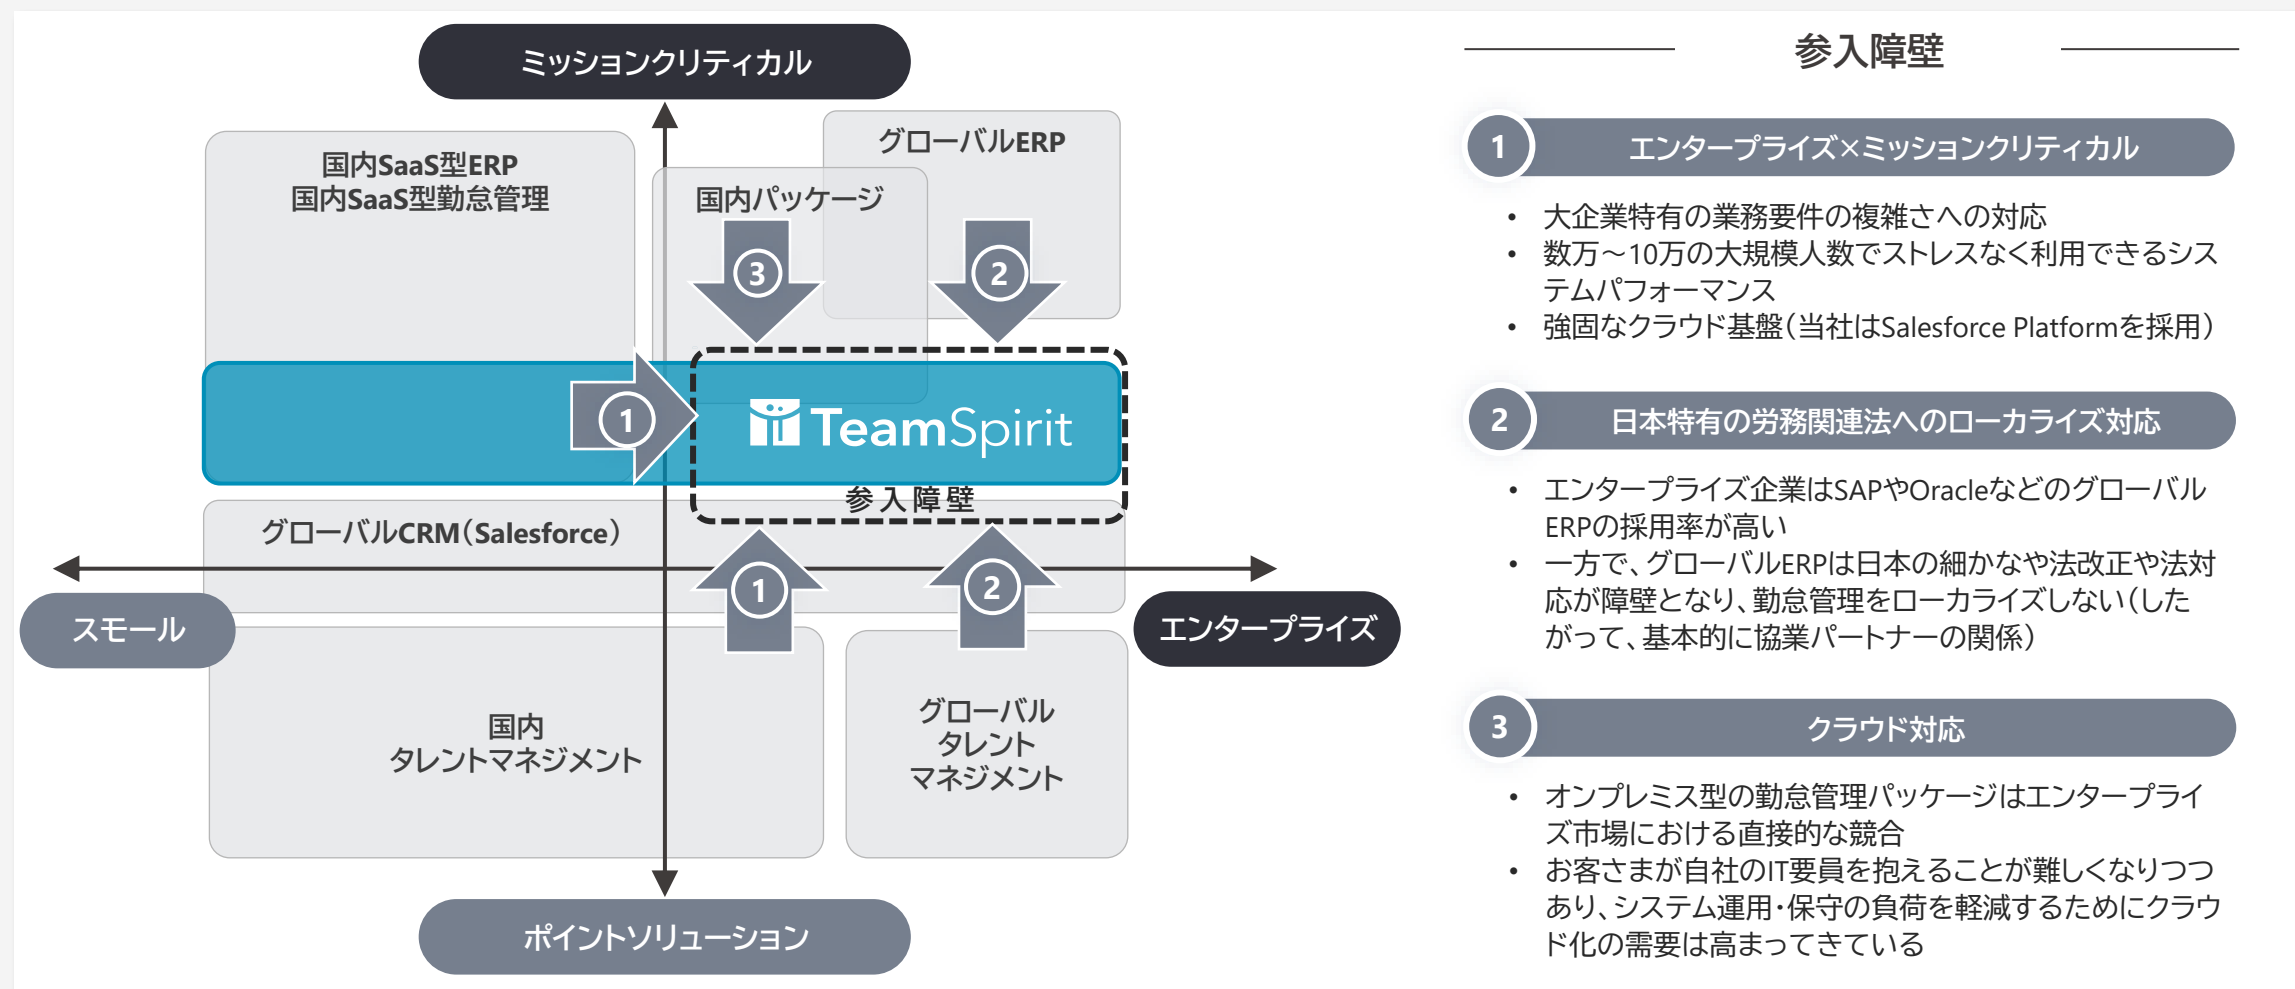 ミッションクリティカル
国内SaaS型ERP
国内SaaS型勤怠管理
国内パッケージ
グローバルERP
3
2
1
TeamSpirit
参入障壁
グローバルCRM(Salesforce)
1
2
スモール
エンタープライズ
国内
タレントマネジメント
グローバル
タレント
マネジメント
ポイントソリューション
参入障壁
1
エンタープライズ×ミッションクリティカル
• 大企業特有の業務要件の複雑さへの対応
• 数万～10万の大規模人数でストレスなく利用できるシス
テムパフォーマンス
• 強固なクラウド基盤(当社はSalesforce Platformを採用)
2
日本特有の労務関連法へのローカライズ対応
• エンタープライズ企業はSAPやOracleなどのグローバル
ERPの採用率が高い
• 一方で、グローバルERPは日本の細かなや法改正や法対
応が障壁となり、勤怠管理をローカライズしない(した
がって、基本的に協業パートナーの関係)
3
クラウド対応
• オンプレミス型の勤怠管理パッケージはエンタープライ
ズ市場における直接的な競合
• お客さまが自社のIT要員を抱えることが難しくなりつつ
あり、システム運用・保守の負荷を軽減するためにクラウ
ド化の需要は高まってきている